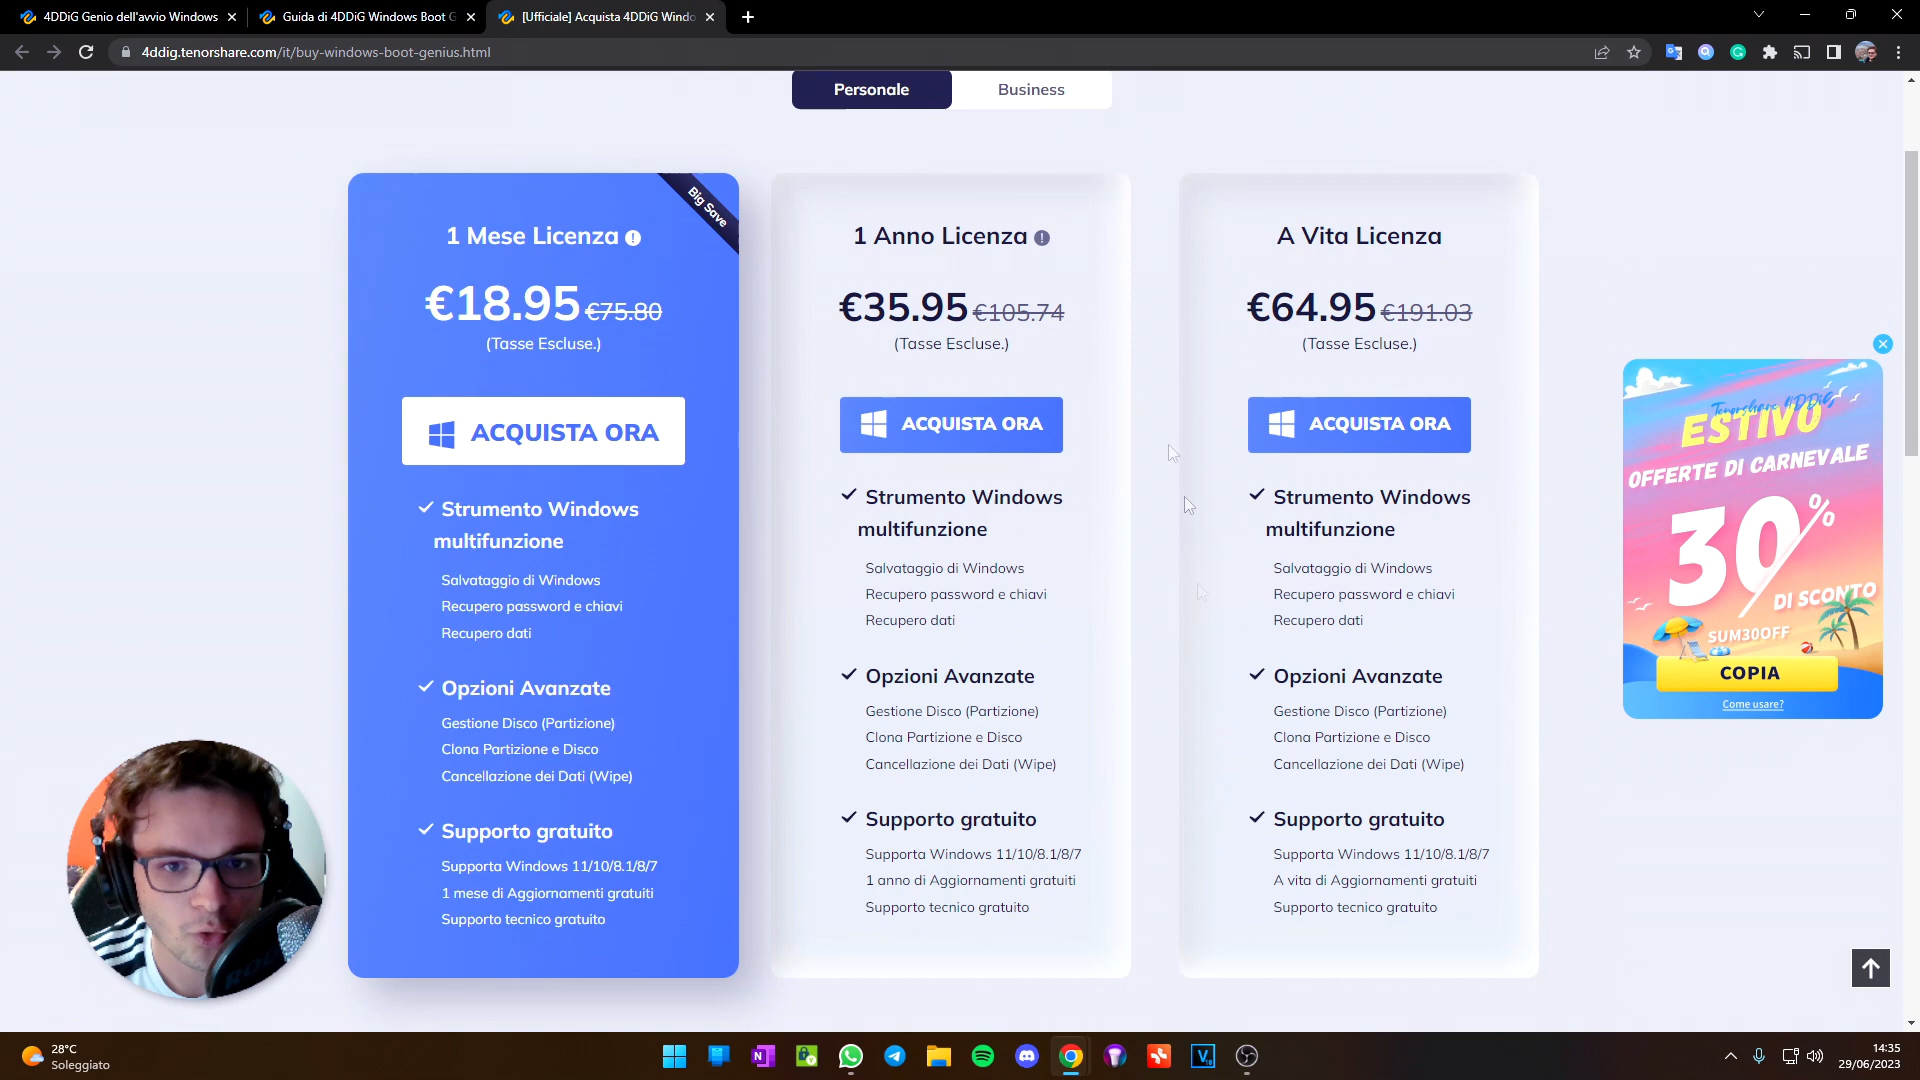 4DDiG Genio dell'avvio Windows
Guida di 4DDiG Windows Boot G
[Ufficiale] Acquista 4DDiG Windo
4ddig.tenorshare.com/it/buy-windows-boot-genius.html
Personale
Business
Big Save
1 Mese Licenza
€18.95 €75.80
(Tasse Escluse.)
ACQUISTA ORA
Strumento Windows
multifunzione
Salvataggio di Windows
Recupero password e chiavi
Recupero dati
Opzioni Avanzate
Gestione Disco (Partizione)
Clona Partizione e Disco
Cancellazione dei Dati (Wipe)
Supporto gratuito
Supporta Windows 11/10/8.1/8/7
1 mese di Aggiornamenti gratuiti
Supporto tecnico gratuito
1 Anno Licenza
€35.95 €105.74
(Tasse Escluse.)
ACQUISTA ORA
Strumento Windows
multifunzione
Salvataggio di Windows
Recupero password e chiavi
Recupero dati
Opzioni Avanzate
Gestione Disco (Partizione)
Clona Partizione e Disco
Cancellazione dei Dati (Wipe)
Supporto gratuito
Supporta Windows 11/10/8.1/8/7
1 anno di Aggiornamenti gratuiti
Supporto tecnico gratuito
A Vita Licenza
€64.95 €191.03
(Tasse Escluse.)
ACQUISTA ORA
Strumento Windows
multifunzione
Salvataggio di Windows
Recupero password e chiavi
Recupero dati
Opzioni Avanzate
Gestione Disco (Partizione)
Clona Partizione e Disco
Cancellazione dei Dati (Wipe)
Supporto gratuito
Supporta Windows 11/10/8.1/8/7
A vita di Aggiornamenti gratuiti
Supporto tecnico gratuito
Tenorshare 4DDiG
ESTIVO
OFFERTE DI CARNEVALE
30%
DI SCONTO
SUM30OFF
COPIA
Come usare?
28°C
Soleggiato
14:35
29/06/2023